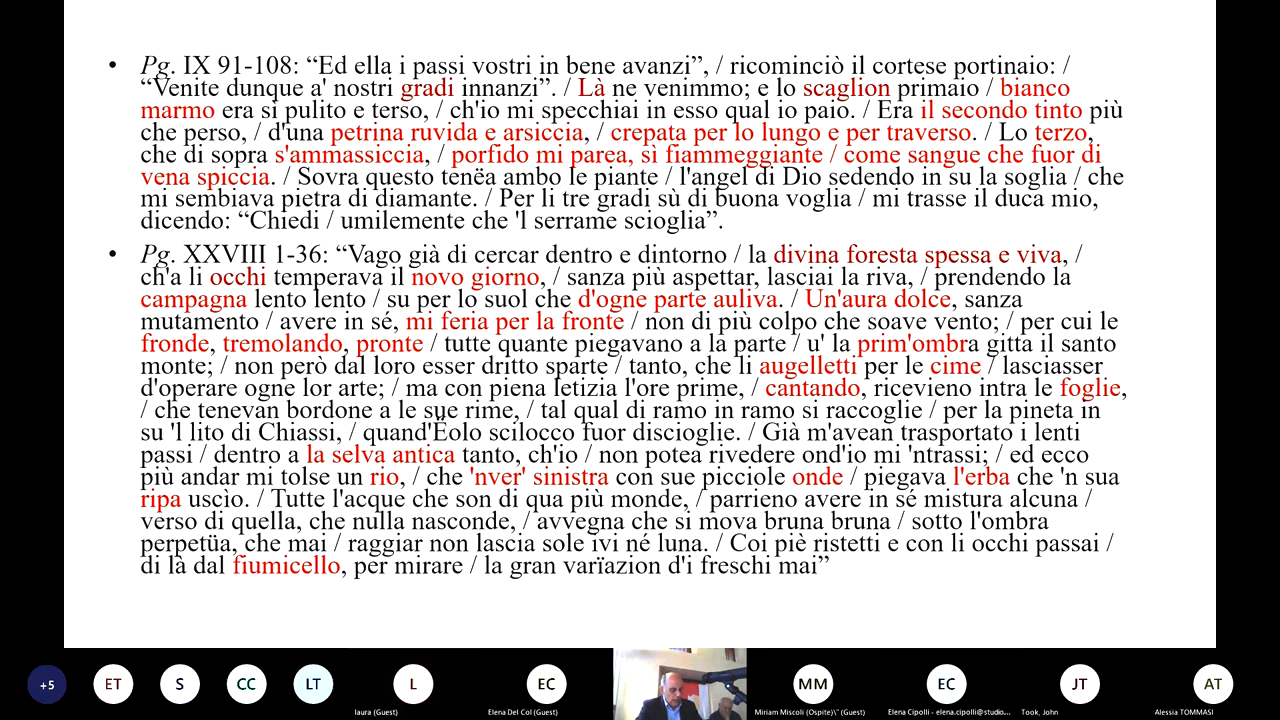 • Pg. IX 91-108: “Ed ella i passi vostri in bene avanzi”, / ricominciò il cortese portinaio: /
“Venite dunque a' nostri gradi innanzi”. / Là ne venimmo; e lo scaglion primaio / bianco
marmo era sì pulito e terso, / ch'io mi specchiai in esso qual io paio. / Era il secondo tinto più
che perso, / d'una petrina ruvida e arsiccia, / crepata per lo lungo e per traverso. / Lo terzo,
che di sopra s'ammassiccia, / porfido mi parea, sì fiammeggiante / come sangue che fuor di
vena spiccia. / Sovra questo tenëa ambo le piante / l'angel di Dio sedendo in su la soglia / che
mi sembiava pietra di diamante. / Per li tre gradi sù di buona voglia / mi trasse il duca mio,
dicendo: “Chiedi / umilemente che 'l serrame scioglia”.
• Pg. XXVIII 1-36: “Vago già di cercar dentro e dintorno / la divina foresta spessa e viva, /
ch'a li occhi temperava il novo giorno, / sanza più aspettar, lasciai la riva, / prendendo la
campagna lento lento / su per lo suol che d'ogne parte auliva. / Un'aura dolce, sanza
mutamento / avere in sé, mi feria per la fronte / non di più colpo che soave vento; / per cui le
fronde, tremolando, pronte / tutte quante piegavano a la parte / u' la prim'ombra gitta il santo
monte; / non però dal loro esser dritto sparte / tanto, che li augelletti per le cime / lasciasser
d'operare ogne lor arte; / ma con piena letizia l'ore prime, / cantando, ricevieno intra le foglie,
/ che tenevan bordone a le sue rime, / tal qual di ramo in ramo si raccoglie / per la pineta in
su 'l lito di Chiassi, / quand'Ëolo scilocco fuor discioglie. / Già m'avean trasportato i lenti
passi / dentro a la selva antica tanto, ch'io / non potea rivedere ond'io mi 'ntrassi; / ed ecco
più andar mi tolse un rio, / che 'nver' sinistra con sue picciole onde / piegava l'erba che 'n sua
ripa uscìo. / Tutte l'acque che son di qua più monde, / parrieno avere in sé mistura alcuna /
verso di quella, che nulla nasconde, / avvegna che si mova bruna bruna / sotto l'ombra
perpetüa, che mai / raggiar non lascia sole ivi né luna. / Coi piè ristetti e con li occhi passai /
di là dal fiumicello, per mirare / la gran varïazion d'i freschi mai”
+5 ET S CC LT L EC MM EC JT AT
laura (Guest) Elena Del Col (Guest) Miriam Miscoli (Ospite)\" (Guest) Elena Cipolli - elena.cipolli@studio... Took, John Alessia TOMMASI